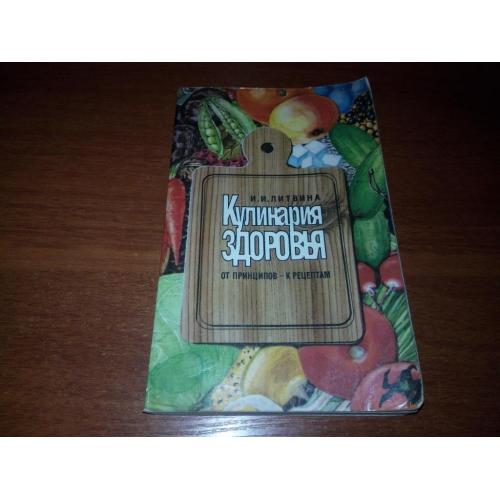 И.И.ЛИТВИНА
Кулинария
ЗДОРОВЬЯ
ОТ ПРИНЦИПОВ - К РЕЦЕПТАМ